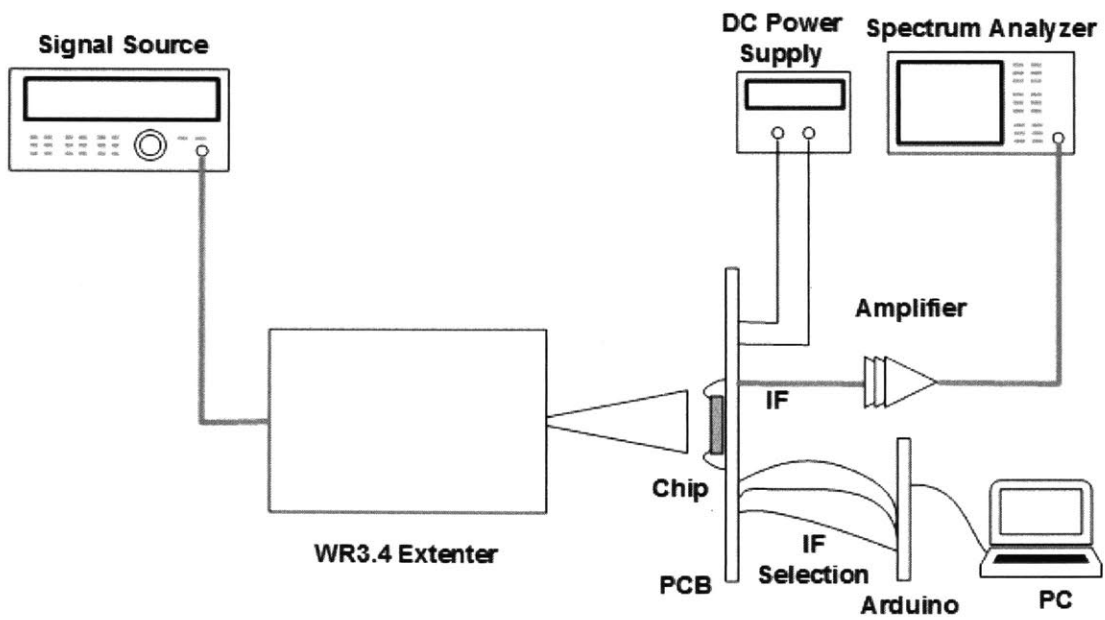 Signal Source
DC Power
Supply
Spectrum Analyzer
Amplifier
IF
Chip
WR3.4 Extenter
IF
Selection
PCB
Arduino
PC